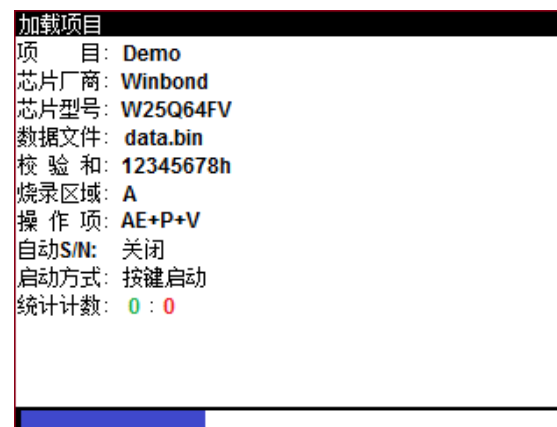 加载项目
项 目: Demo
芯片厂商: Winbond
芯片型号: W25Q64FV
数据文件: data.bin
校 验 和: 12345678h
烧录区域: A
操 作 项: AE+P+V
自动S/N: 关闭
启动方式: 按键启动
统计计数: 0 : 0